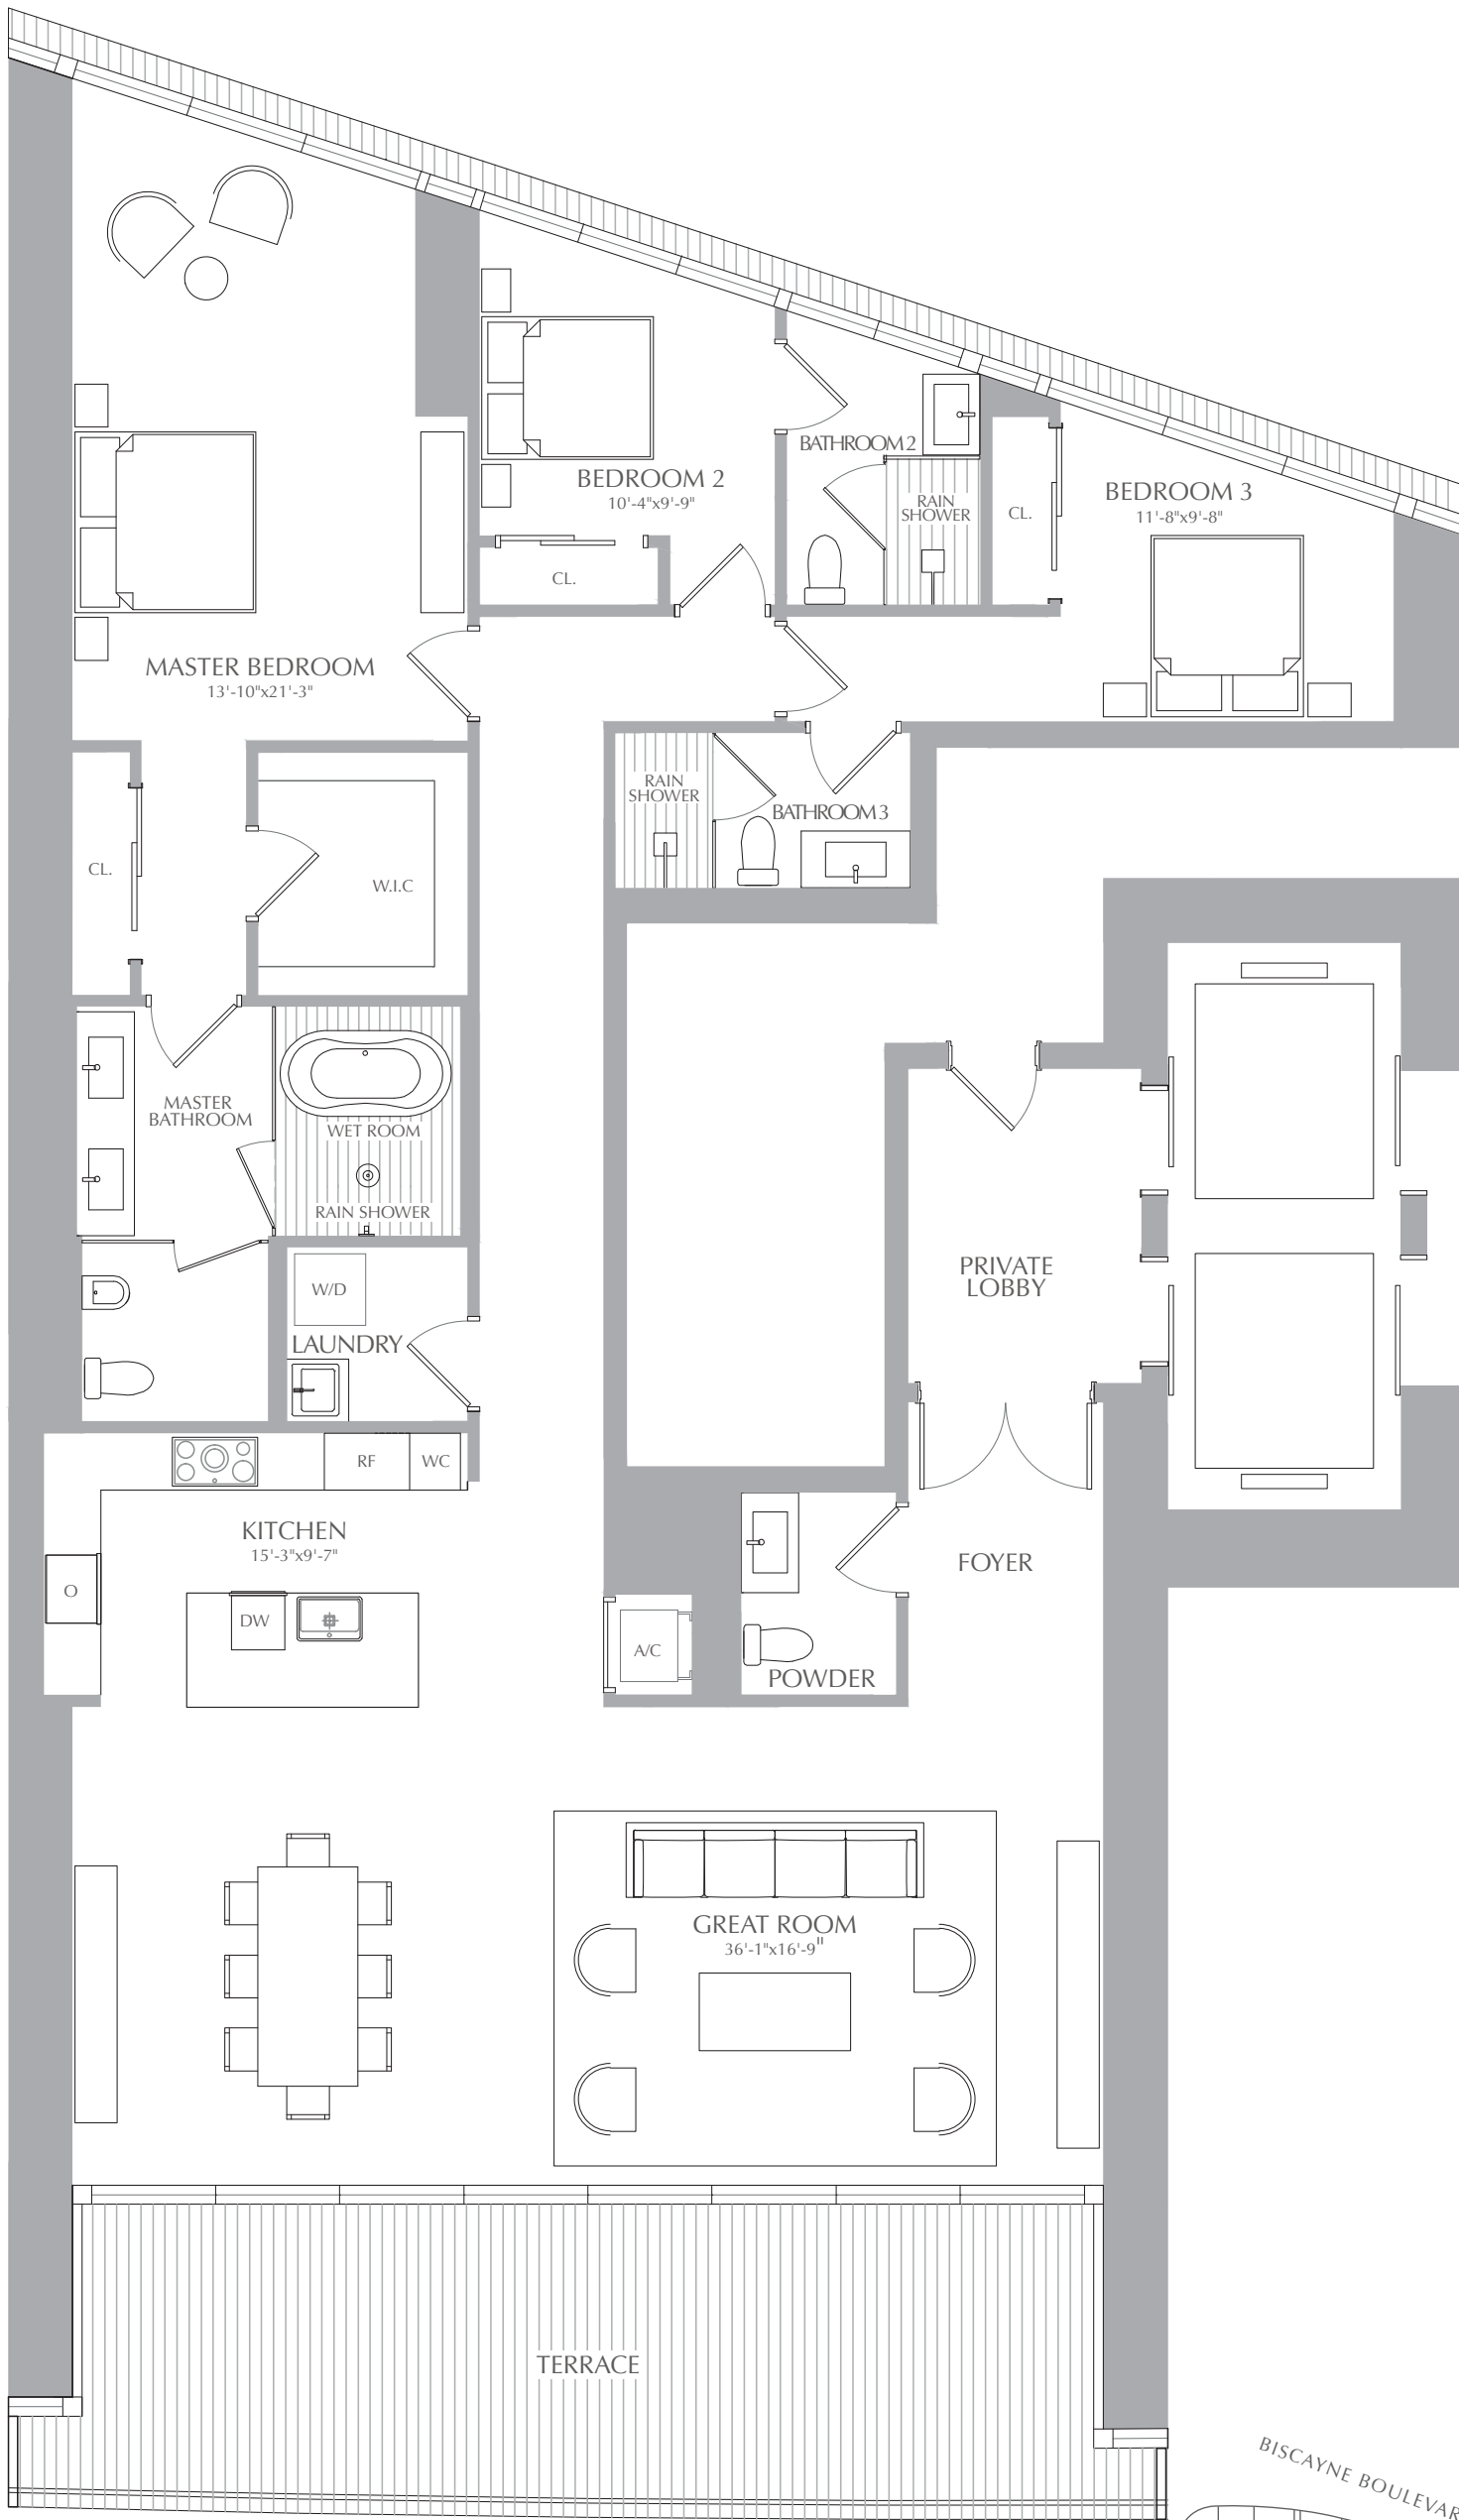 BATHROOM 2
BEDROOM 2
10'-4"x9'-9"
RAIN
SHOWER
CL.
BEDROOM 3
11'-8"x9'-8"
CL.
MASTER BEDROOM
13'-10"x21'-3"
RAIN
SHOWER
BATHROOM 3
CL.
W.I.C
MASTER
BATHROOM
WET ROOM
RAIN SHOWER
PRIVATE
LOBBY
W/D
LAUNDRY
RF
WC
KITCHEN
15'-3"x9'-7"
FOYER
O
DW
A/C
POWDER
GREAT ROOM
36'-1"x16'-9"
TERRACE
BISCAYNE BOULEVAR